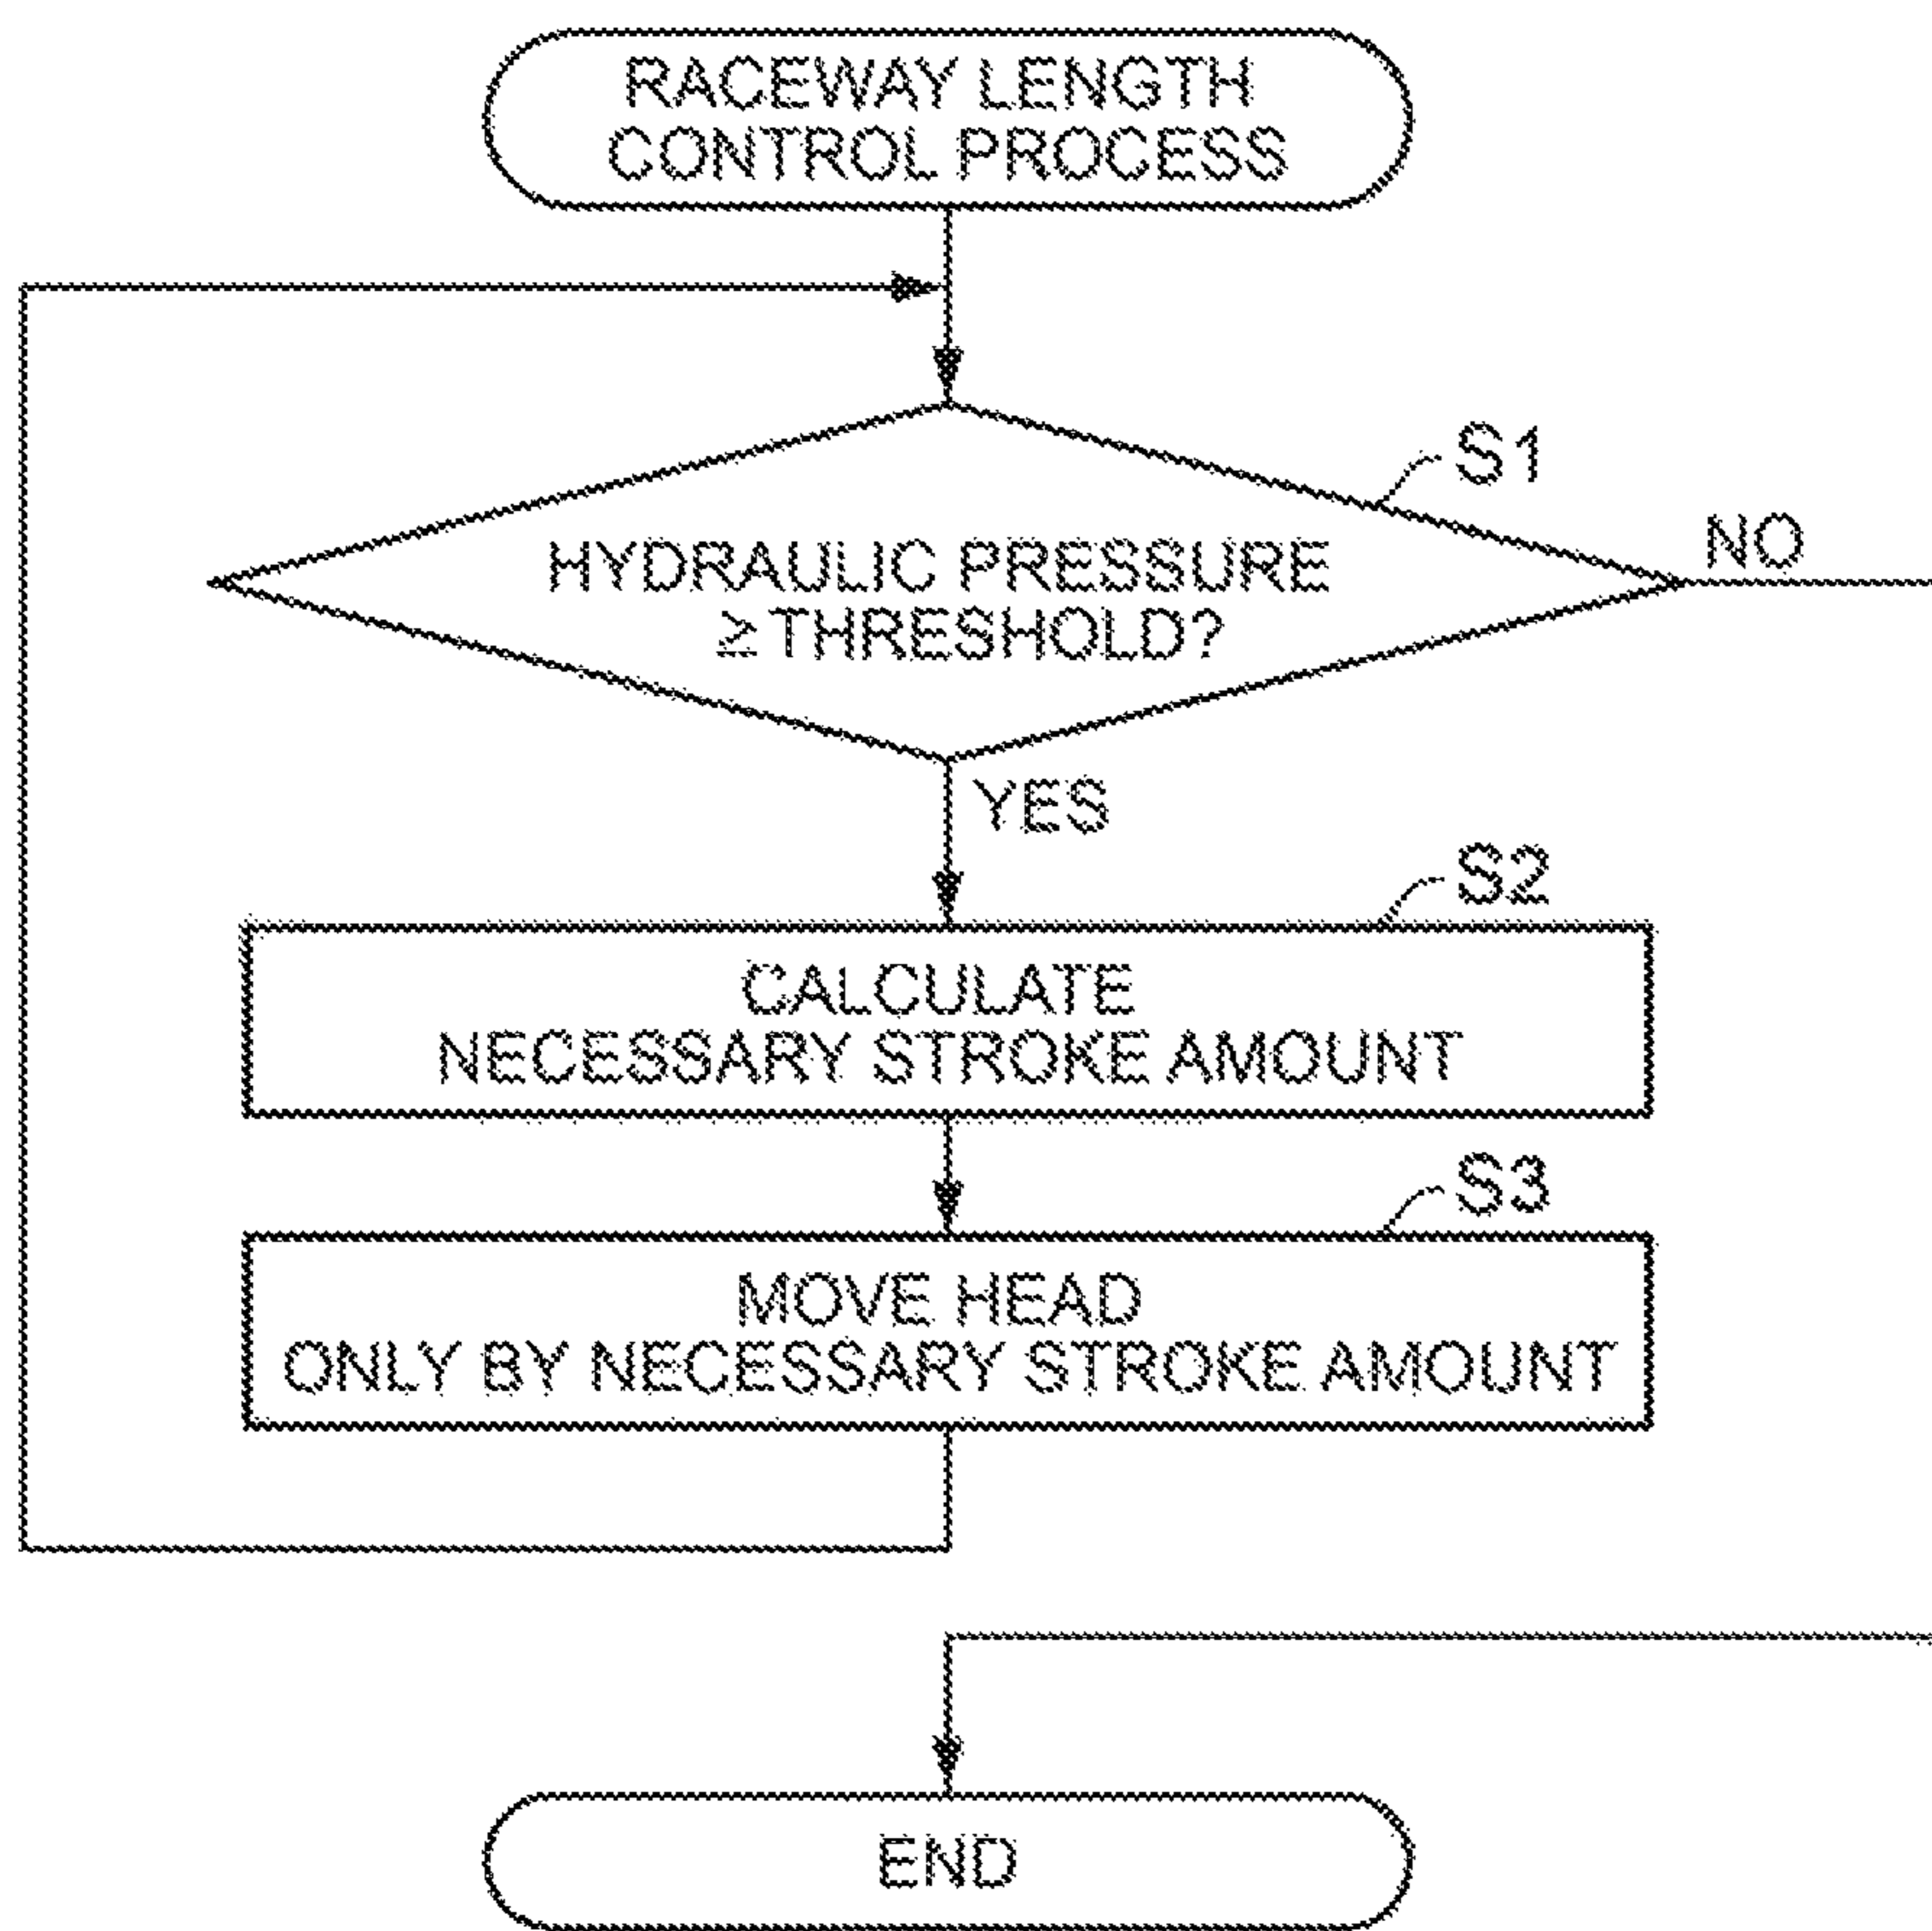 RACEWAY LENGTH
CONTROL PROCESS
S1
HYDRAULIC PRESSURE
≥THRESHOLD?
NO
YES
S2
CALCULATE
NECESSARY STROKE AMOUNT
S3
MOVE HEAD
ONLY BY NECESSARY STROKE AMOUNT
END